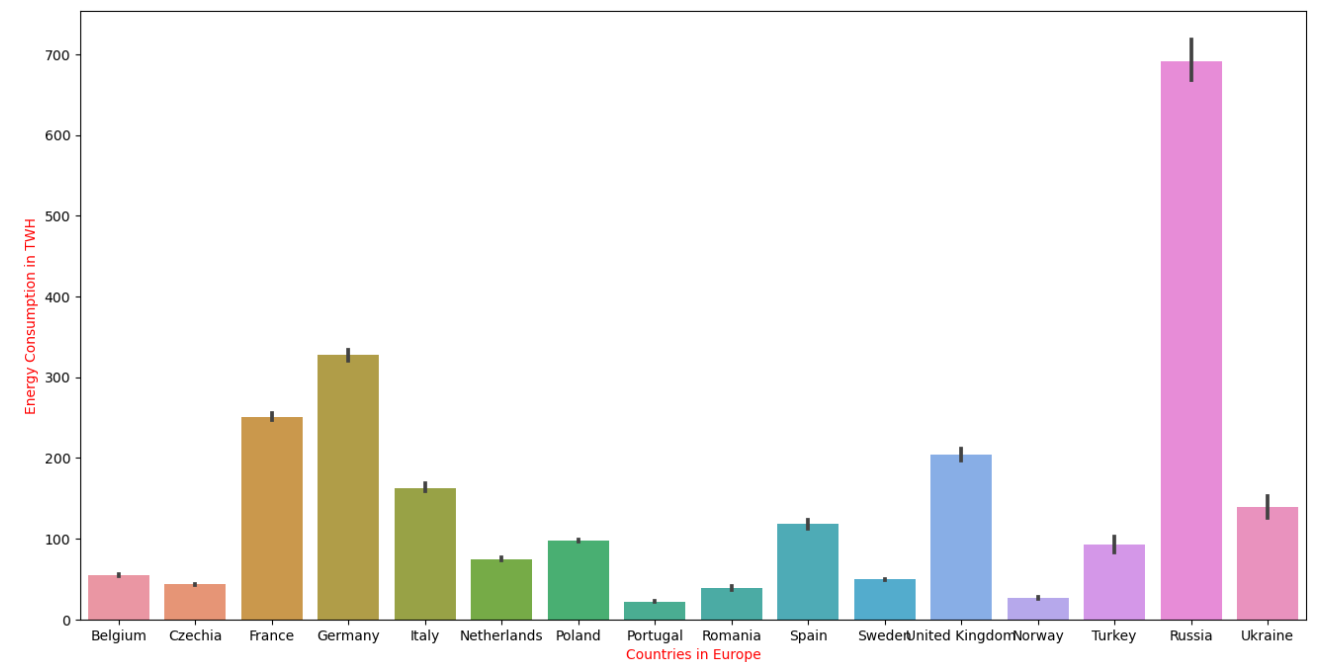 700
600
500
400
300
200
100
0
Energy Consumption in TWH
Belgium Czechia France Germany Italy Netherlands Poland Portugal Romania Spain Sweden United Kingdom Norway Turkey Russia Ukraine
Countries in Europe